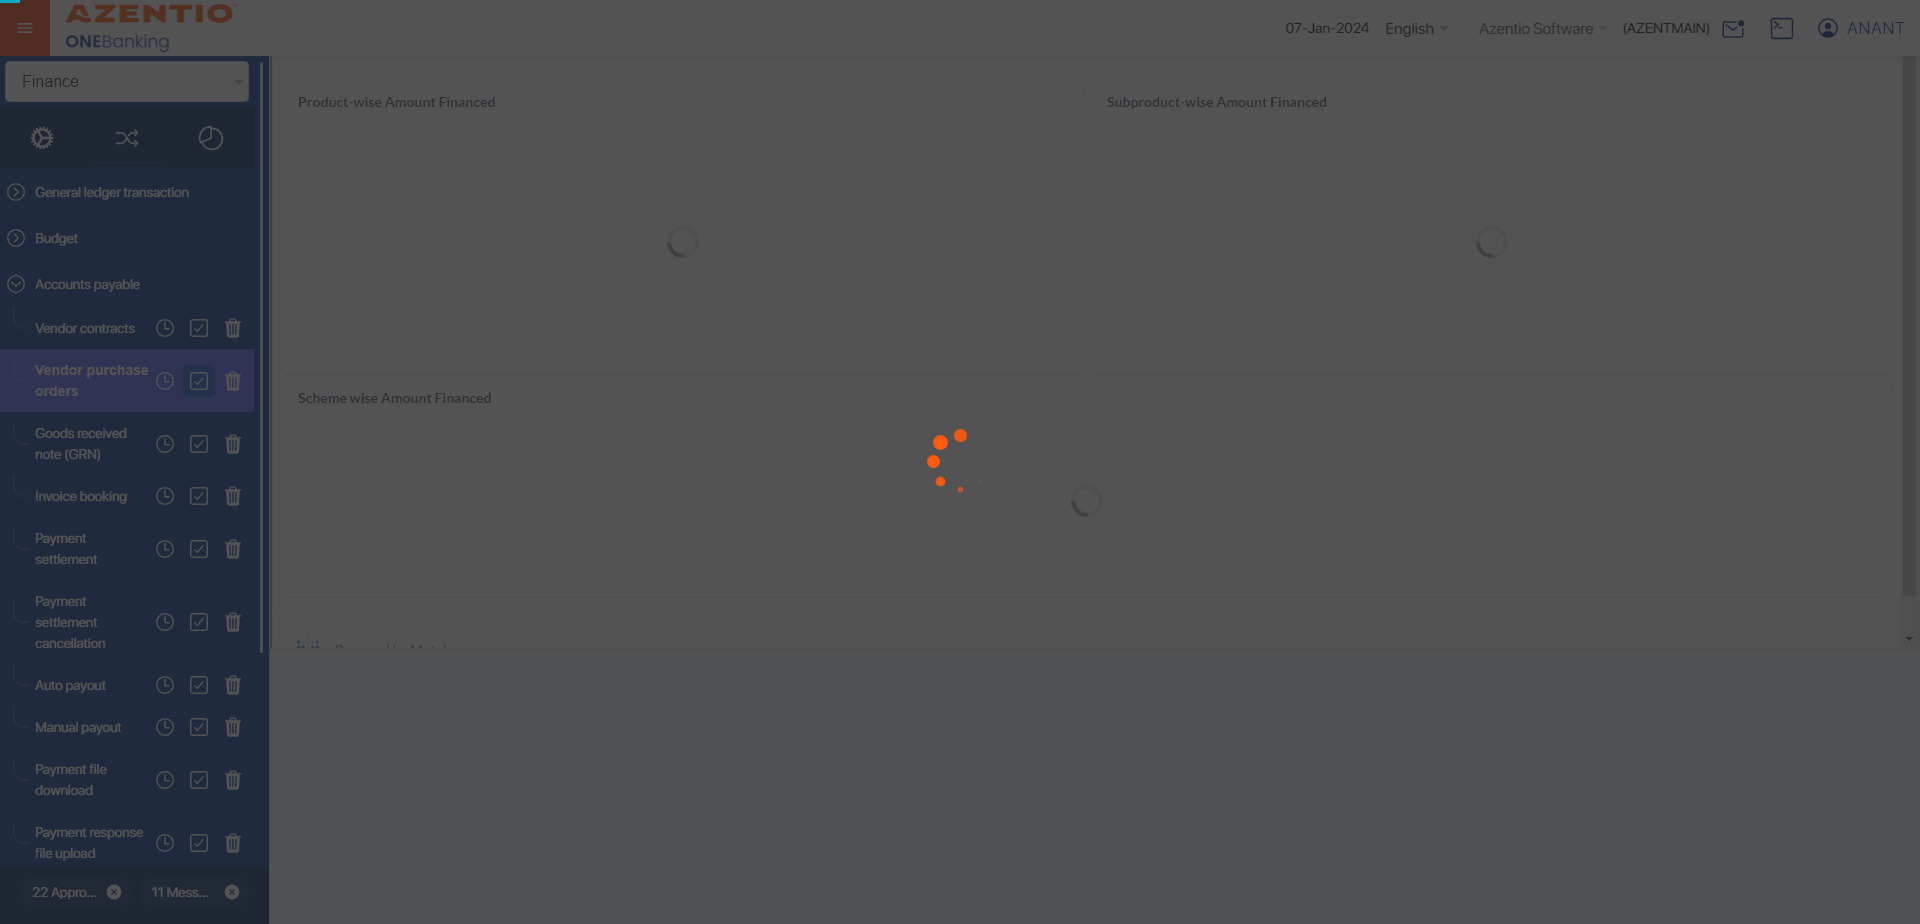 AZENTIO
ONEBanking
07-Jan-2024
English
Azentio Software
(AZENTMAIN)
ANANT
Finance
General ledger transaction
Budget
Accounts payable
Vendor contracts
Vendor purchase
orders
Goods received
note (GRN)
Invoice booking
Payment
settlement
Payment
settlement
cancellation
Auto payout
Manual payout
Payment file
download
Payment response
file upload
22 Appro...
11 Mess...
Product-wise Amount Financed
Subproduct-wise Amount Financed
Scheme wise Amount Financed